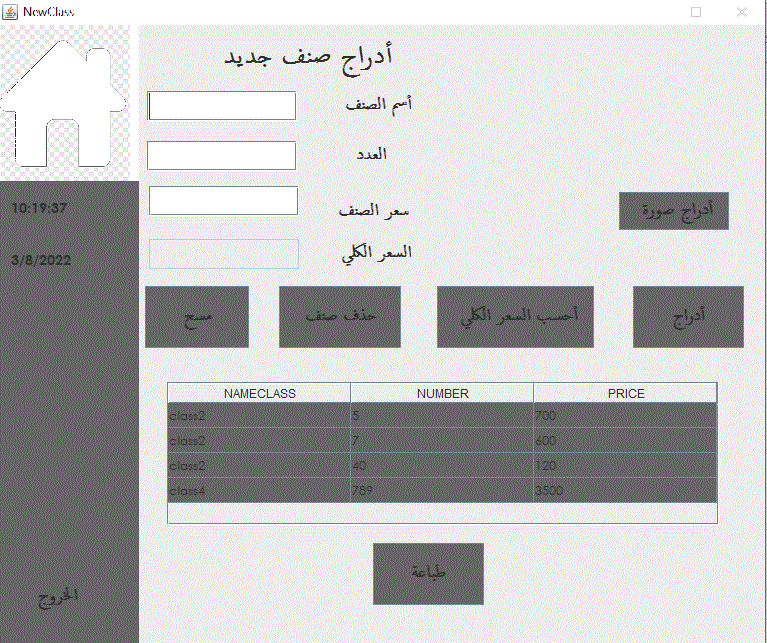 NewClass
أدراج صنف جديد
أسم الصنف
العدد
10:19:37
سعر الصنف
أدراج صورة
3/8/2022
السعر الكلي
أدراج
أحسب السعر الكلي
حذف صنف
مسح
NAMECLASS NUMBER PRICE
class2 5 700
class2 7 600
class2 40 120
class4 789 3500
طباعة
الخروج